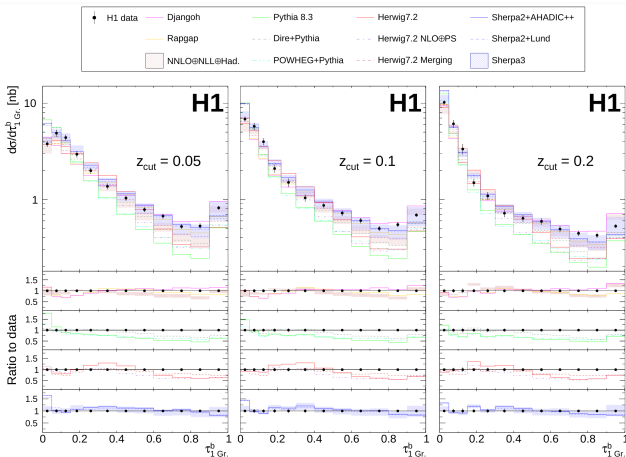 H1 data
Djangoh
Pythia 8.3
Herwig7.2
Sherpa2+AHADIC++
Rapgap
Dire+Pythia
Herwig7.2 NLO⊕PS
Sherpa2+Lund
NNLO⊕NLL⊕Had.
POWHEG+Pythia
Herwig7.2 Merging
Sherpa3
dσ/dτ^b_1 Gr. [nb]
10
1
H1
z_cut = 0.05
H1
z_cut = 0.1
H1
z_cut = 0.2
Ratio to data
1.5
1
0.5
1.5
1
0.5
1.5
1
0.5
1.5
1
0.5
0 0.2 0.4 0.6 0.8 1
0 0.2 0.4 0.6 0.8 1
0 0.2 0.4 0.6 0.8 1
τ^b_1 Gr.
τ^b_1 Gr.
τ^b_1 Gr.